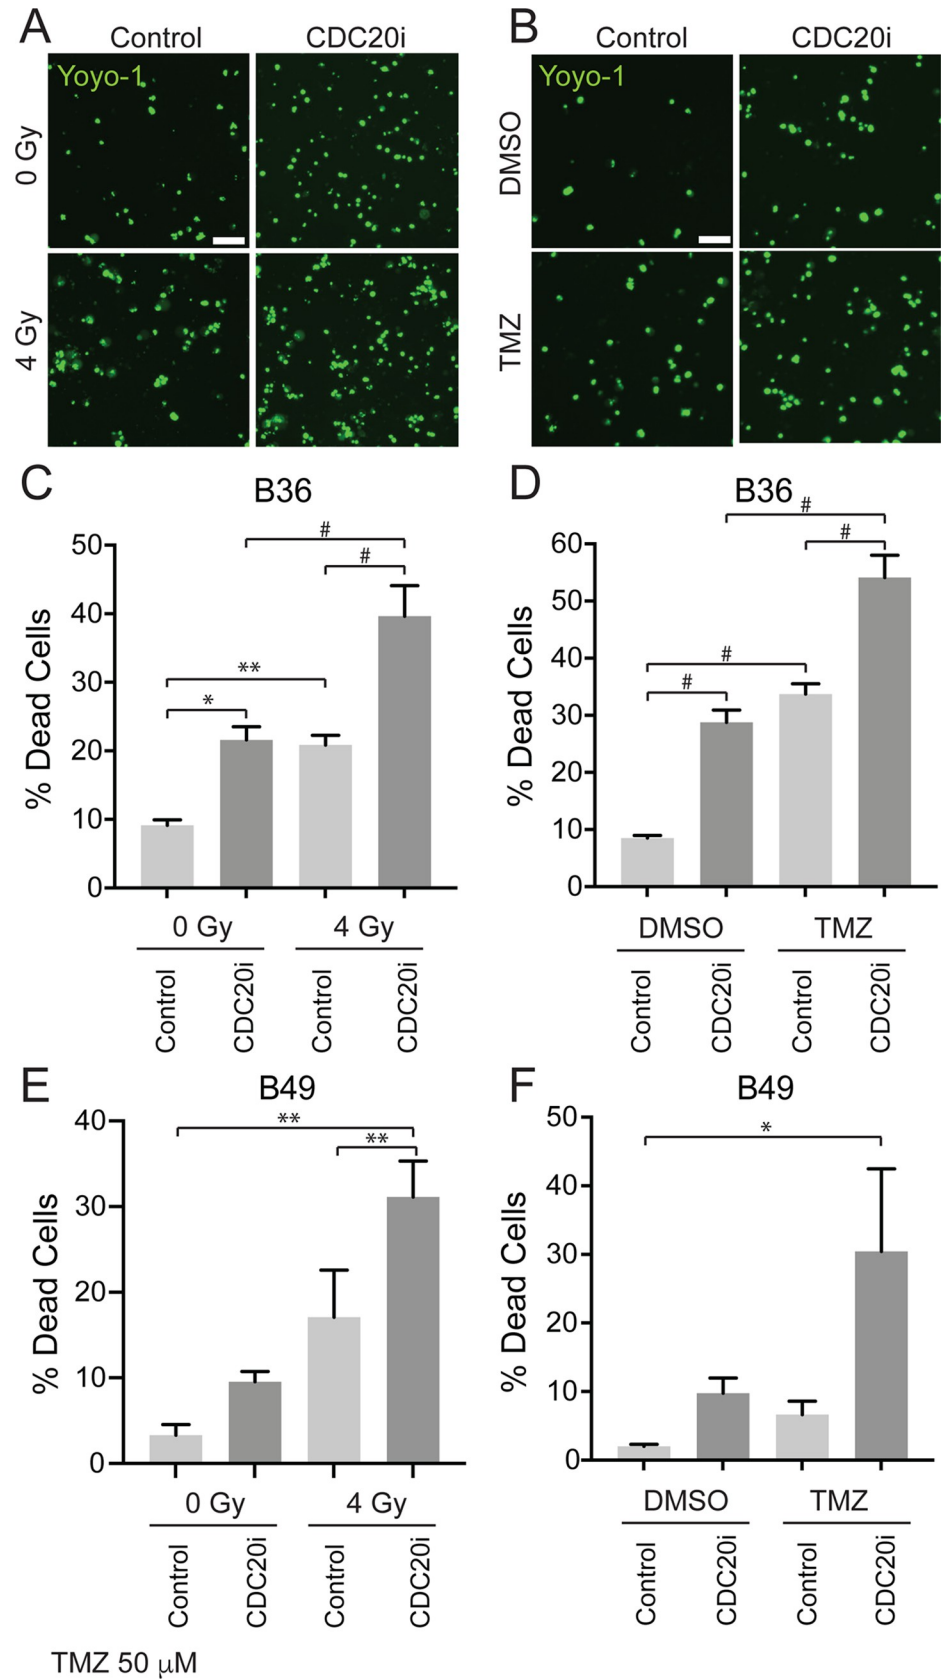 A
Control
CDC20i
Yoyo-1
0 Gy
4 Gy
B
Control
CDC20i
Yoyo-1
DMSO
TMZ
C
B36
% Dead Cells
50
40
30
20
10
0
#
#
**
*
0 Gy
4 Gy
Control
CDC20i
Control
CDC20i
D
B36
% Dead Cells
60
50
40
30
20
10
0
#
#
#
#
DMSO
TMZ
Control
CDC20i
Control
CDC20i
E
B49
% Dead Cells
40
30
20
10
0
**
**
0 Gy
4 Gy
Control
CDC20i
Control
CDC20i
F
B49
% Dead Cells
50
40
30
20
10
0
*
DMSO
TMZ
Control
CDC20i
Control
CDC20i
TMZ 50 μM